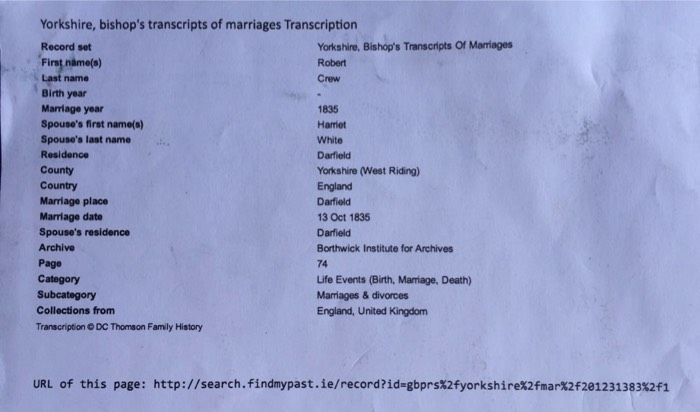 Yorkshire, bishop's transcripts of marriages Transcription
Record set Yorkshire, Bishop's Transcripts Of Marriages
First name(s) Robert
Last name Crew
Birth year -
Marriage year 1835
Spouse's first name(s) Harriet
Spouse's last name White
Residence Darfield
County Yorkshire (West Riding)
Country England
Marriage place Darfield
Marriage date 13 Oct 1835
Spouse's residence Darfield
Archive Borthwick Institute for Archives
Page 74
Category Life Events (Birth, Marriage, Death)
Subcategory Marriages & divorces
Collections from England, United Kingdom
Transcription © DC Thomson Family History
URL of this page: http://search.findmypast.ie/record?id=gbprs%2fyorkshire%2fmar%2f201231383%2f1